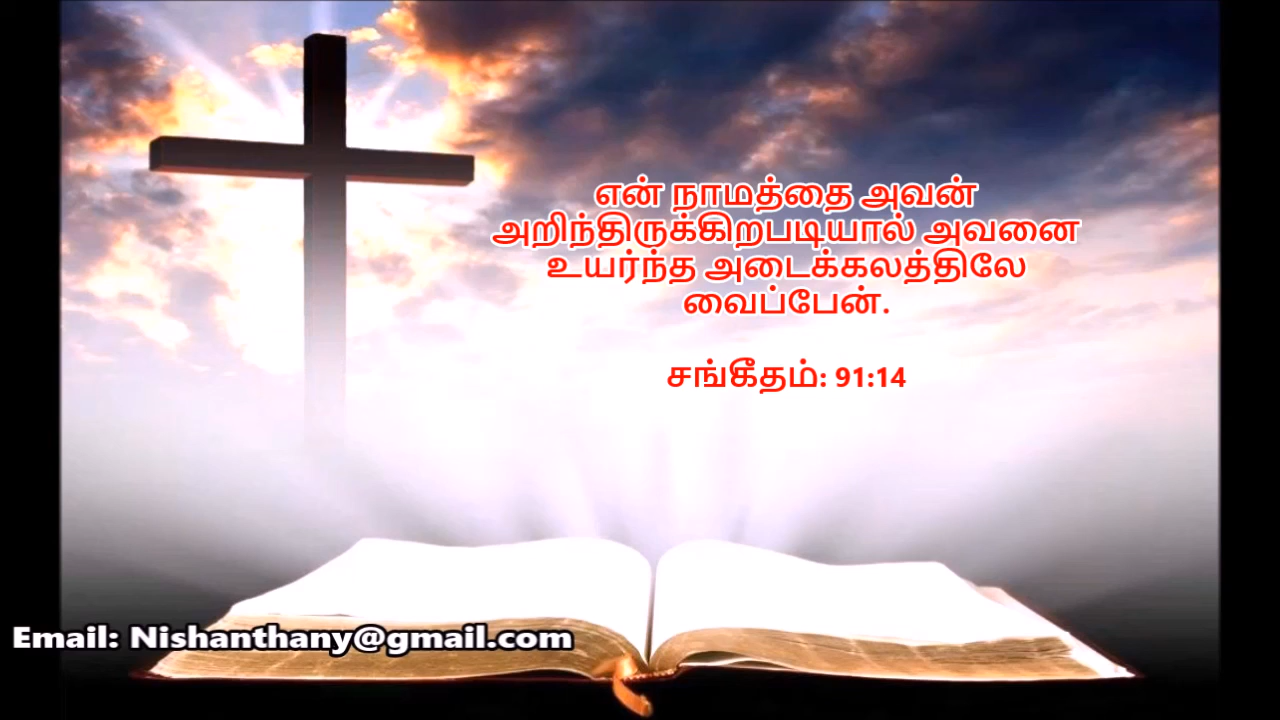 என் நாமத்தை அவன்
அறிந்திருக்கிறபடியால் அவனை
உயர்ந்த அடைக்கலத்திலே
வைப்பேன்.
சங்கீதம்: 91:14
Email: Nishanthany@gmail.com